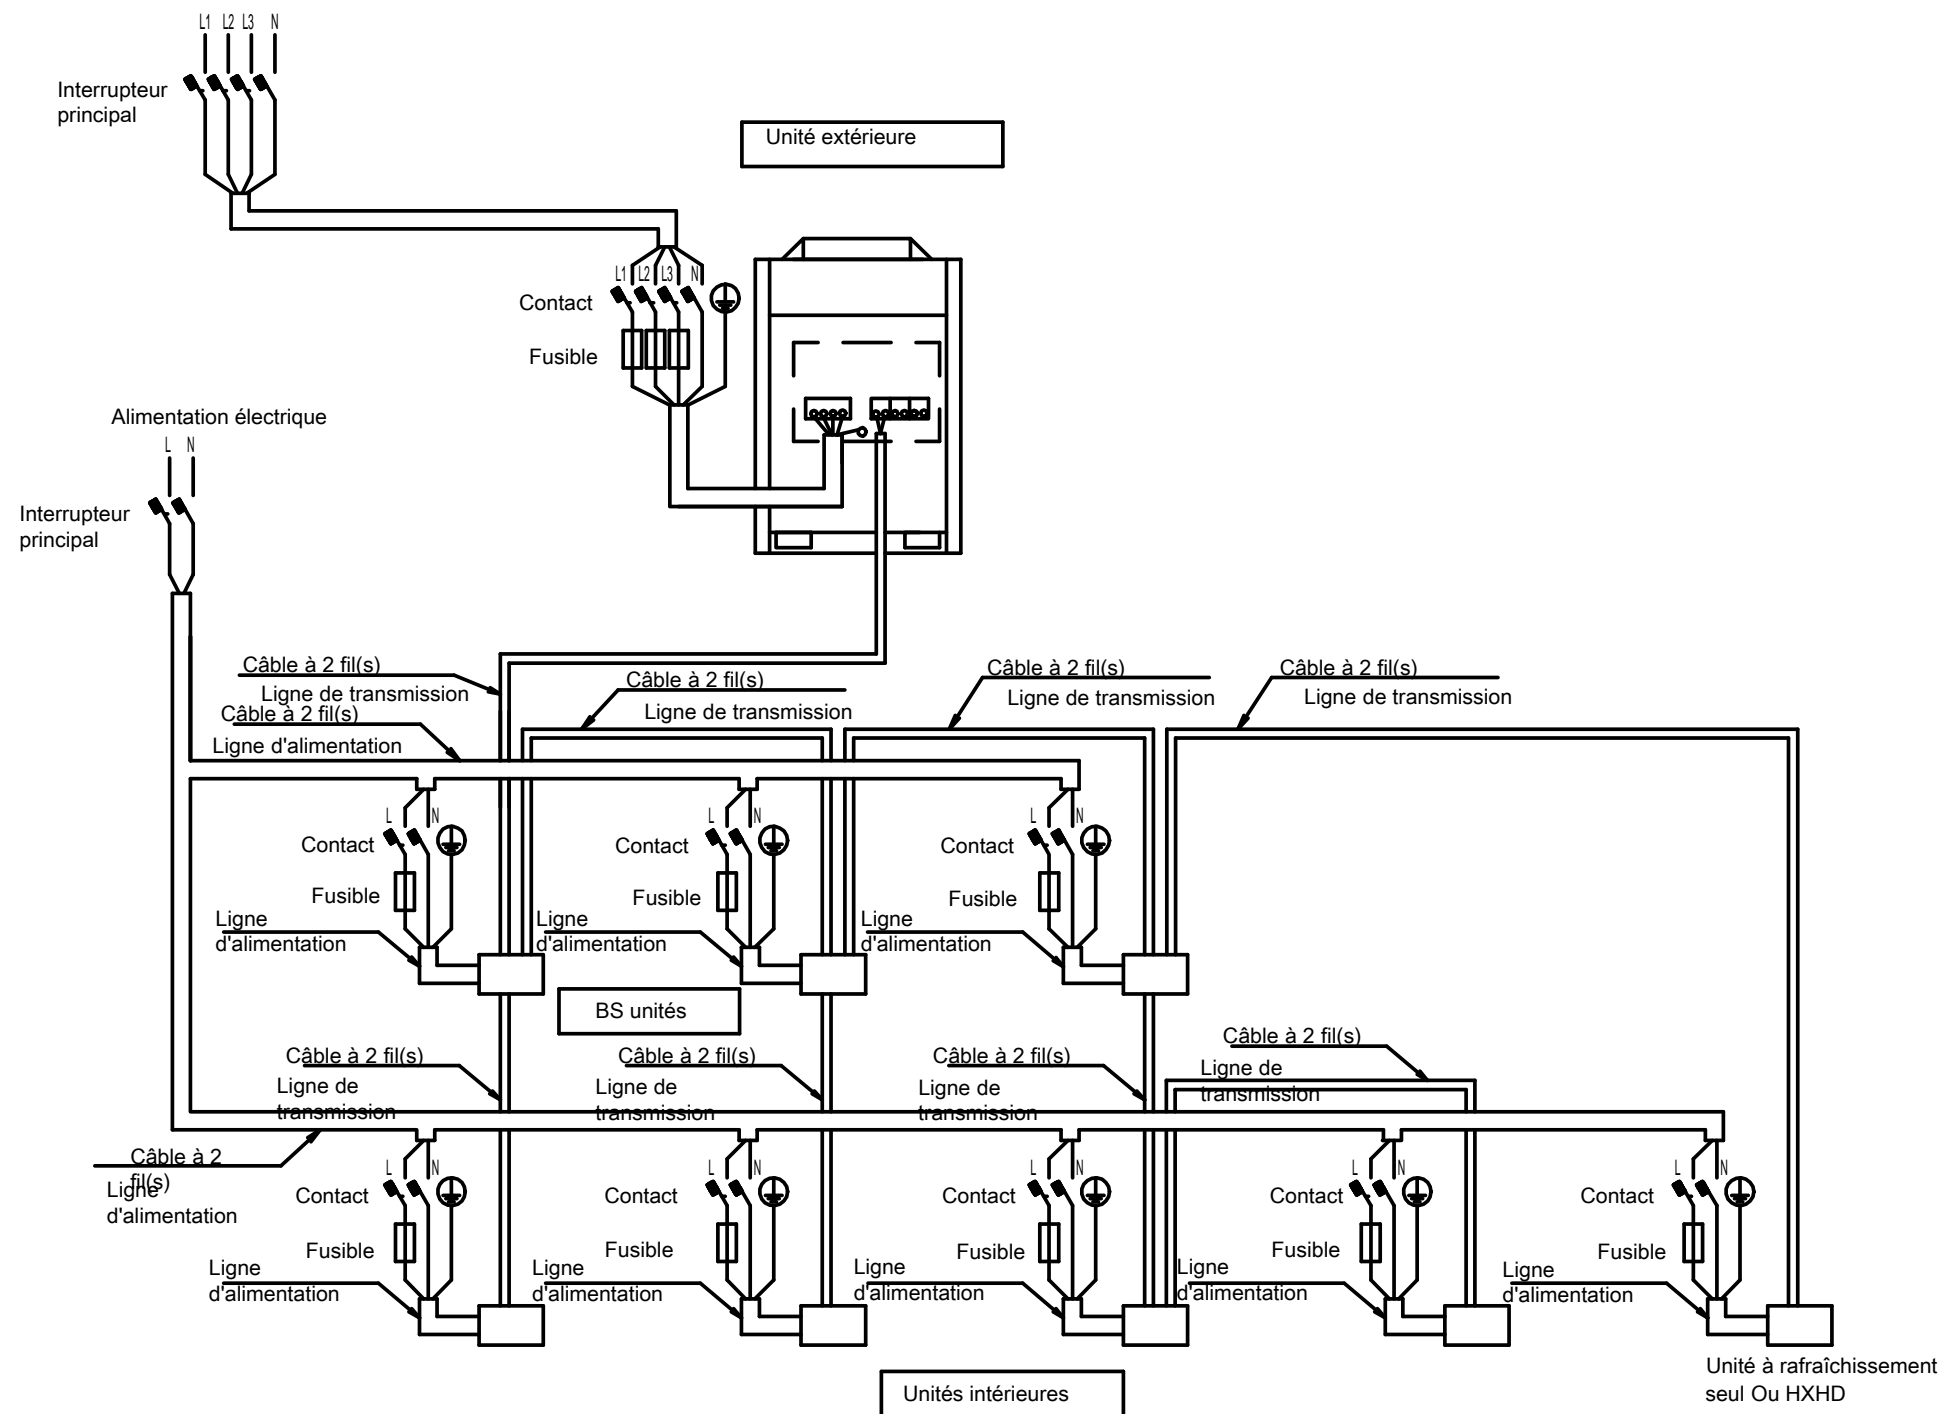 L1 L2 L3 N
Interrupteur
principal
Unité extérieure
L1 L2 L3 N
Contact
Fusible
Alimentation électrique
L N
Interrupteur
principal
Câble à 2 fil(s)
Ligne de transmission
Câble à 2 fil(s)
Ligne de transmission
Câble à 2 fil(s)
Ligne de transmission
Câble à 2 fil(s)
Ligne de transmission
Câble à 2 fil(s)
Ligne d'alimentation
L N
Contact
Fusible
Ligne
d'alimentation
L N
Contact
Fusible
Ligne
d'alimentation
L N
Contact
Fusible
Ligne
d'alimentation
BS unités
Câble à 2 fil(s)
Ligne de
transmission
Câble à 2 fil(s)
Ligne de
transmission
Câble à 2 fil(s)
Ligne de
transmission
Câble à 2 fil(s)
Ligne de
transmission
Câble à 2
fil(s)
Ligne
d'alimentation
L N
Contact
Fusible
Ligne
d'alimentation
L N
Contact
Fusible
Ligne
d'alimentation
L N
Contact
Fusible
Ligne
d'alimentation
L N
Contact
Fusible
Ligne
d'alimentation
L N
Contact
Fusible
Ligne
d'alimentation
Unité à rafraîchissement
seul Ou HXHD
Unités intérieures